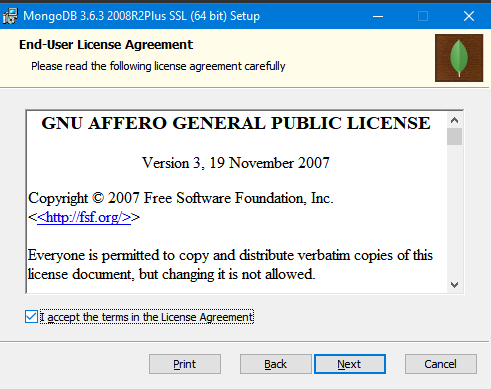 MongoDB 3.6.3 2008R2Plus SSL (64 bit) Setup
End-User License Agreement
Please read the following license agreement carefully
GNU AFFERO GENERAL PUBLIC LICENSE
Version 3, 19 November 2007
Copyright © 2007 Free Software Foundation, Inc.
<<http://fsf.org/>>
Everyone is permitted to copy and distribute verbatim copies of this
license document, but changing it is not allowed.
I accept the terms in the License Agreement
Print
Back
Next
Cancel